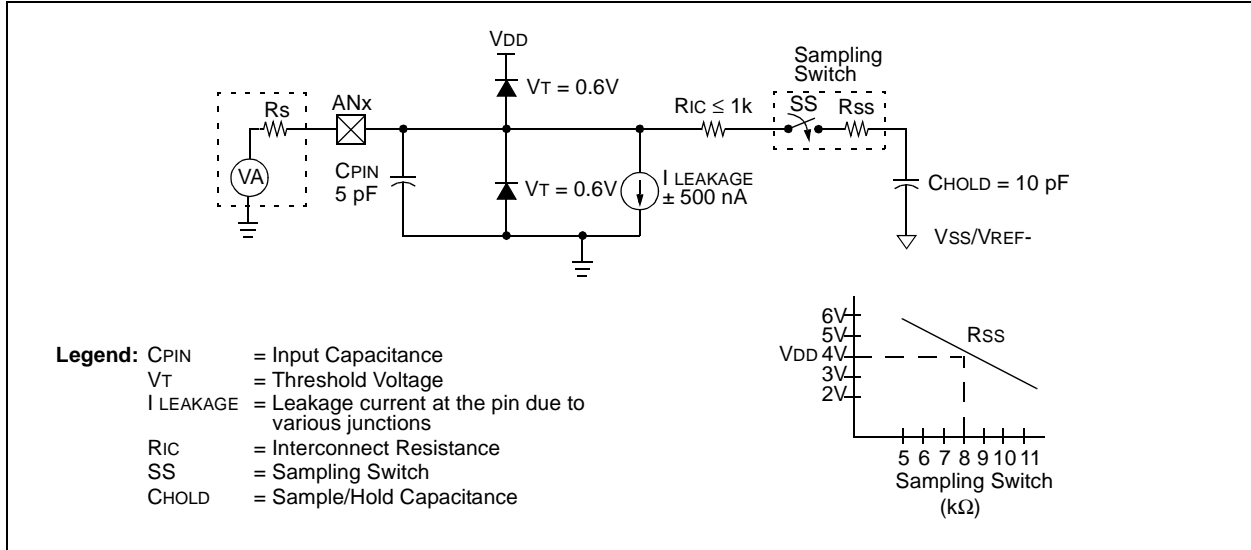 VDD
Sampling
Switch
VT = 0.6V
RIC ≤ 1k
SS
RSS
Rs
ANx
VA
CPIN
5 pF
VT = 0.6V
I LEAKAGE
± 500 nA
CHOLD = 10 pF
VSS/VREF-
6V
5V
VDD 4V
3V
2V
RSS
5 6 7 8 9 10 11
Sampling Switch
(kΩ)
Legend: CPIN = Input Capacitance
VT = Threshold Voltage
I LEAKAGE = Leakage current at the pin due to
various junctions
RIC = Interconnect Resistance
SS = Sampling Switch
CHOLD = Sample/Hold Capacitance